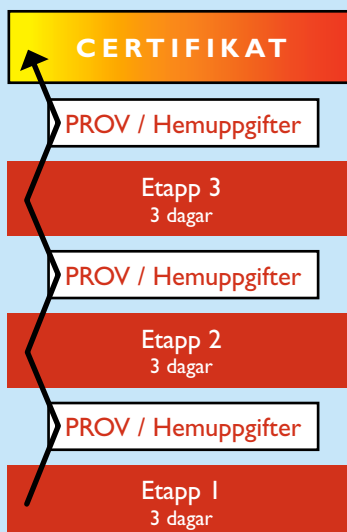 CERTIFIKAT
PROV / Hemuppgifter
Etapp 3
3 dagar
PROV / Hemuppgifter
Etapp 2
3 dagar
PROV / Hemuppgifter
Etapp 1
3 dagar